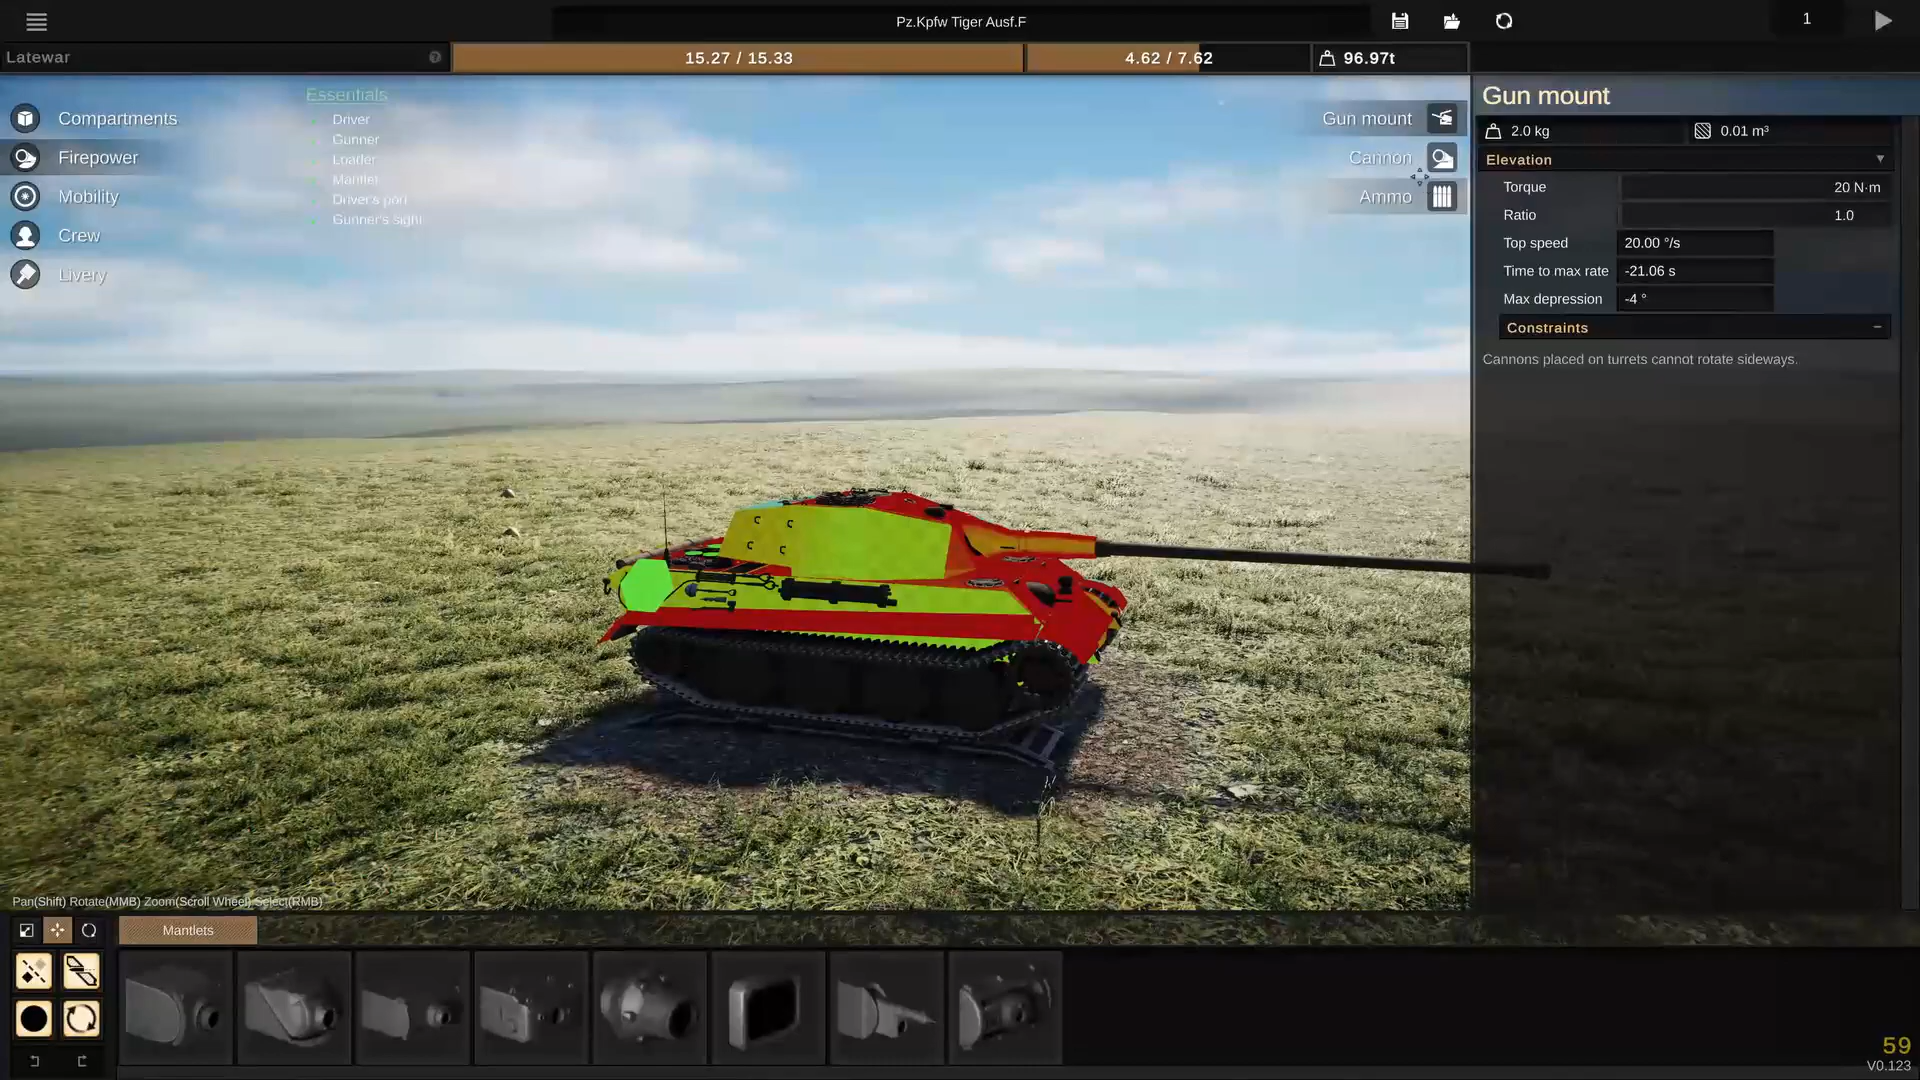 Pz.Kpfw Tiger Ausf.F
1
Latewar
15.27 / 15.33
4.62 / 7.62
96.97t
Compartments
Firepower
Mobility
Crew
Livery
Essentials
Driver
Gunner
Loader
Mantlet
Driver's port
Gunner's sight
Gun mount
Cannon
Ammo
Gun mount
2.0 kg
0.01 m³
Elevation
Torque 20 N·m
Ratio 1.0
Top speed 20.00 °/s
Time to max rate -21.06 s
Max depression -4 °
Constraints
Cannons placed on turrets cannot rotate sideways.
Pan(Shift) Rotate(MMB) Zoom(Scroll Wheel) Select(RMB)
Mantlets
59
V0.123